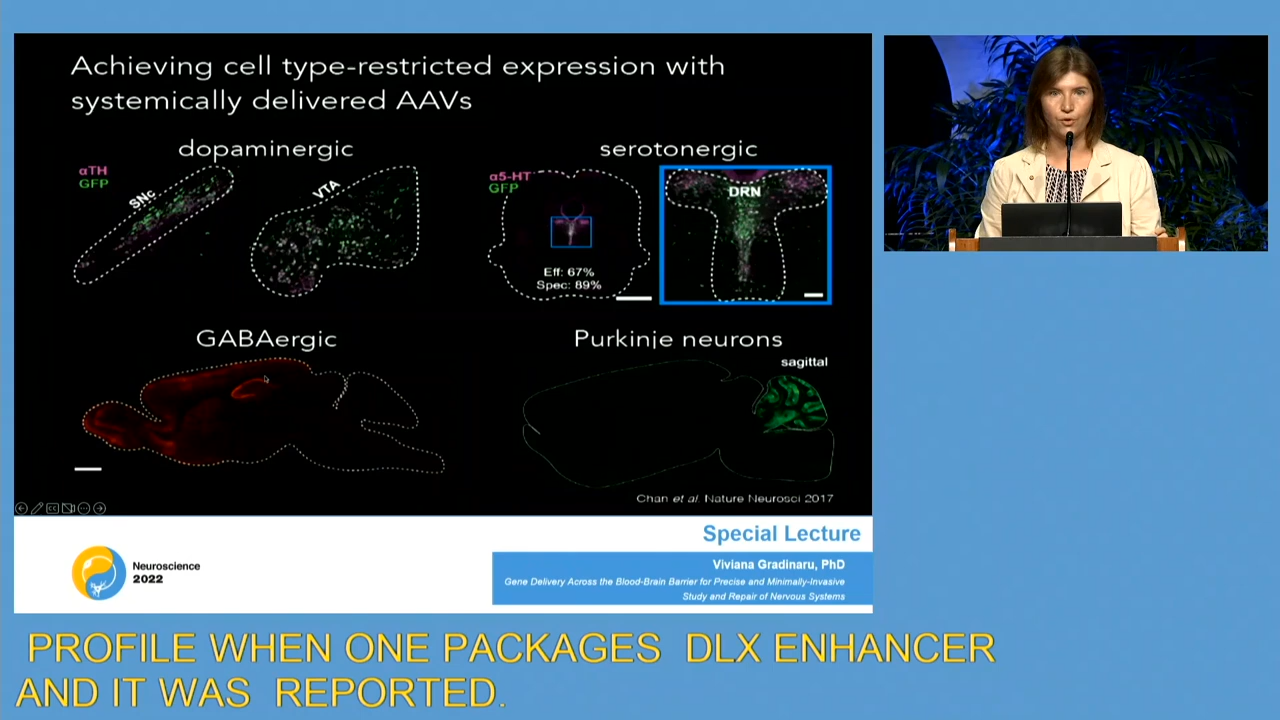 Achieving cell type-restricted expression with
systemically delivered AAVs
dopaminergic
serotonergic
αTH
GFP
SNc
VTA
α5-HT
GFP
DRN
Eff: 67%
Spec: 89%
GABAergic
Purkinje neurons
sagittal
Chan et al. Nature Neurosci 2017
Special Lecture
Neuroscience
2022
Viviana Gradinaru, PhD
Gene Delivery Across the Blood-Brain Barrier for Precise and Minimally-Invasive
Study and Repair of Nervous Systems
PROFILE WHEN ONE PACKAGES DLX ENHANCER
AND IT WAS REPORTED.